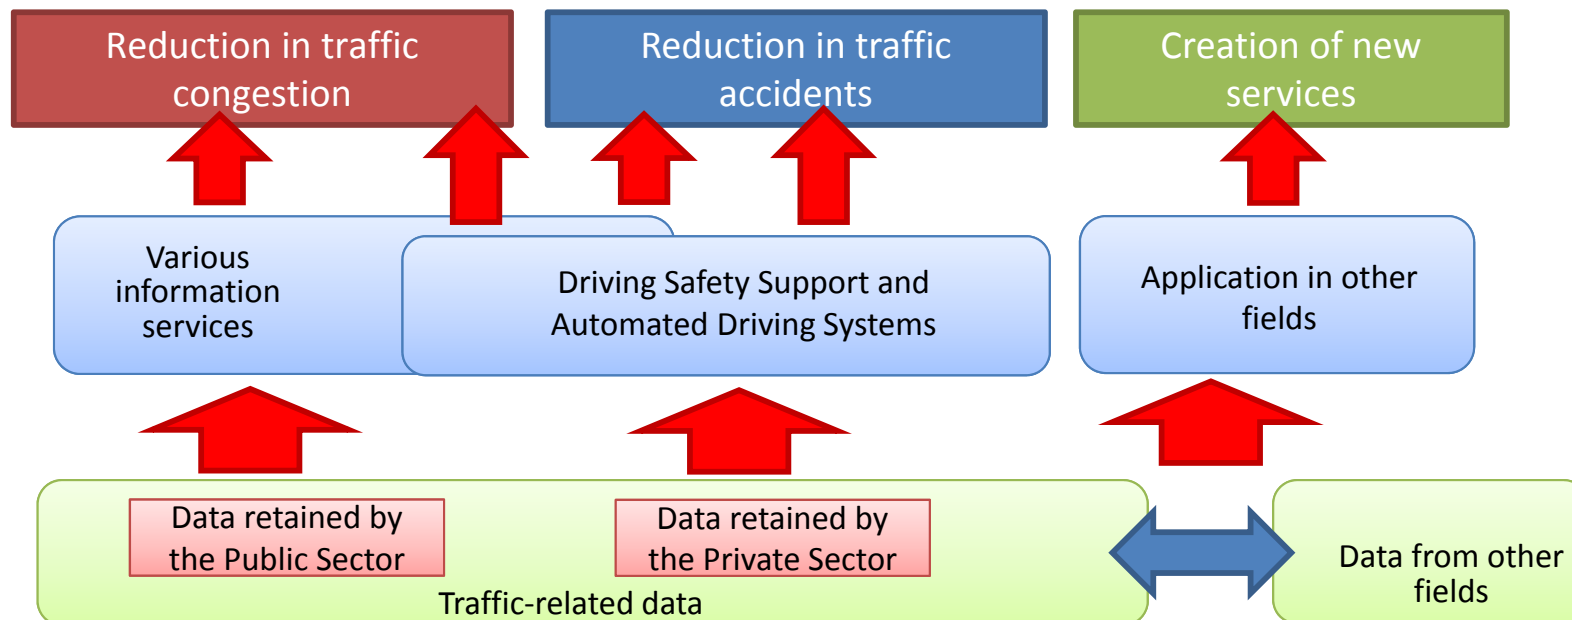 Reduction in traffic
congestion
Reduction in traffic
accidents
Creation of new
services
Various
information
services
Driving Safety Support and
Automated Driving Systems
Application in other
fields
Data retained by
the Public Sector
Data retained by
the Private Sector
Traffic-related data
Data from other
fields